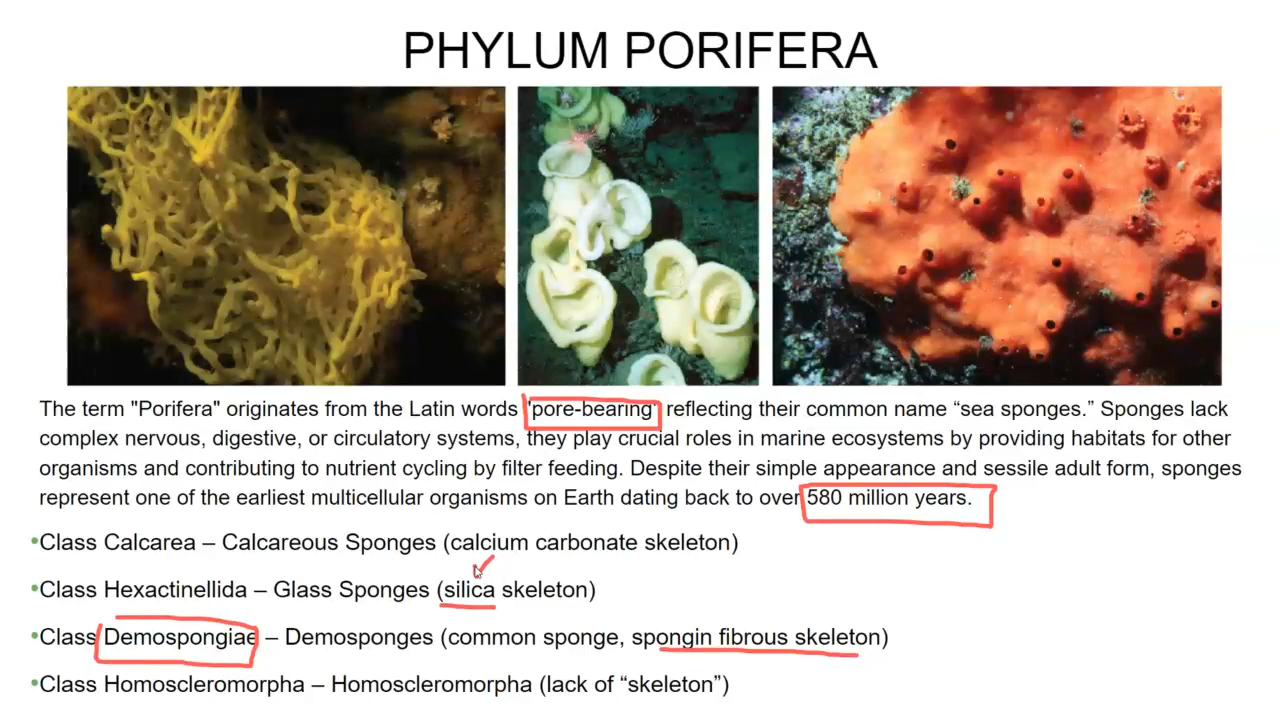 PHYLUM PORIFERA
The term "Porifera" originates from the Latin words "pore-bearing" reflecting their common name “sea sponges.” Sponges lack
complex nervous, digestive, or circulatory systems, they play crucial roles in marine ecosystems by providing habitats for other
organisms and contributing to nutrient cycling by filter feeding. Despite their simple appearance and sessile adult form, sponges
represent one of the earliest multicellular organisms on Earth dating back to over 580 million years.
•Class Calcarea – Calcareous Sponges (calcium carbonate skeleton)
•Class Hexactinellida – Glass Sponges (silica skeleton)
•Class Demospongiae – Demosponges (common sponge, spongin fibrous skeleton)
•Class Homoscleromorpha – Homoscleromorpha (lack of “skeleton”)